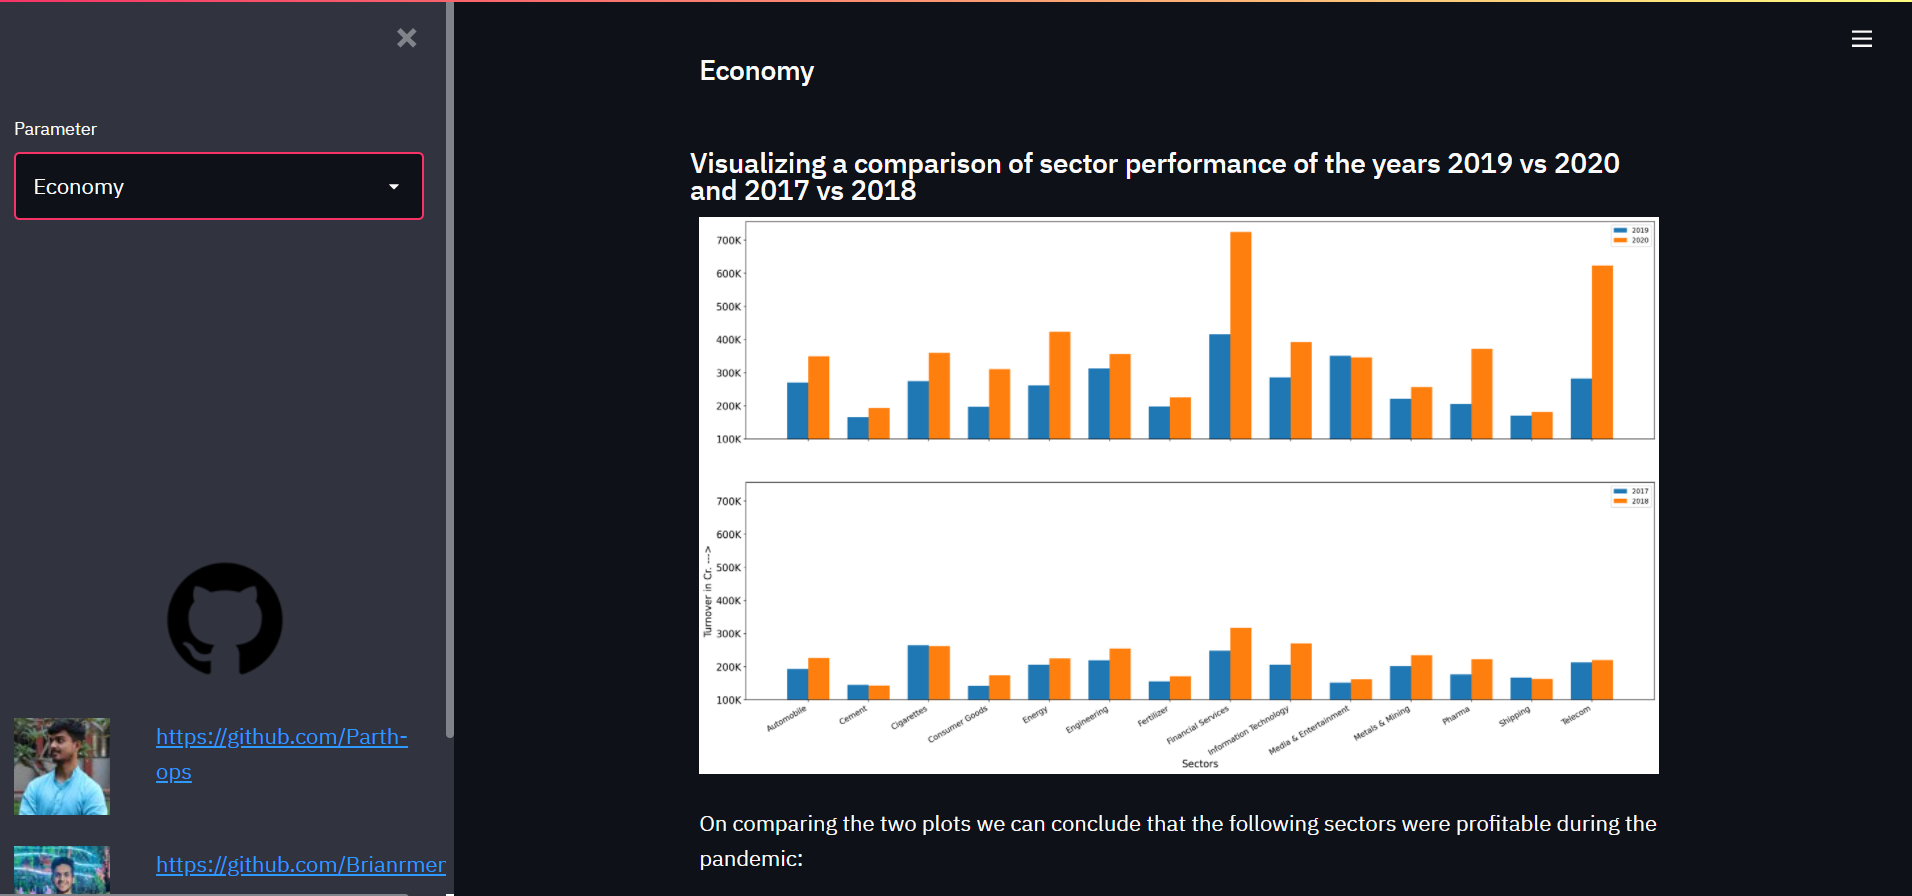 Parameter
Economy
https://github.com/Parth-
ops
https://github.com/Brianrmer
Economy
Visualizing a comparison of sector performance of the years 2019 vs 2020
and 2017 vs 2018
2019
2020
700K
600K
500K
400K
300K
200K
100K
2017
2018
700K
600K
500K
400K
300K
200K
100K
Turnover in Cr. --->
Automobile
Cement
Cigarettes
Consumer Goods
Energy
Engineering
Fertilizer
Financial Services
Information Technology
Media & Entertainment
Metals & Mining
Pharma
Shipping
Telecom
Sectors
On comparing the two plots we can conclude that the following sectors were profitable during the
pandemic: